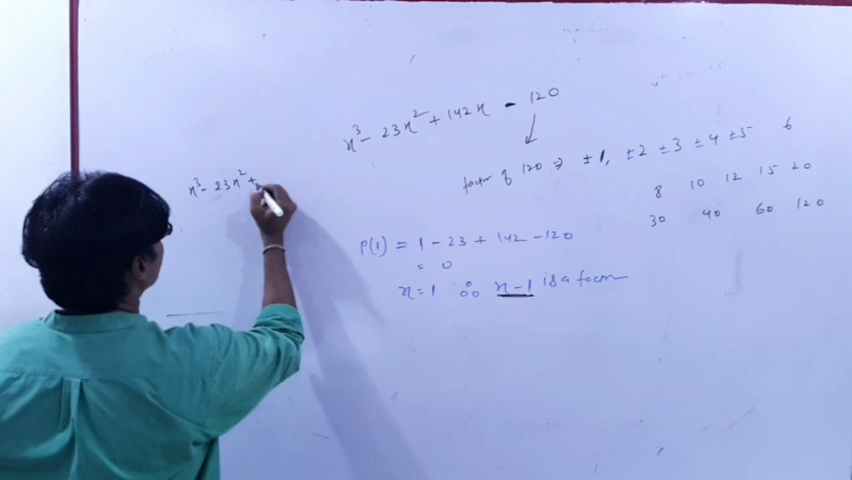 x³ - 23x² + 142x - 120
factor of 120 ⇒ ±1, ±2 ±3 ±4 ±5 6
8 10 12 15 20
30 40 60 120
x³ - 23x² +
P(1) = 1 - 23 + 142 - 120
= 0
x = 1 ∴ x - 1 is a factor